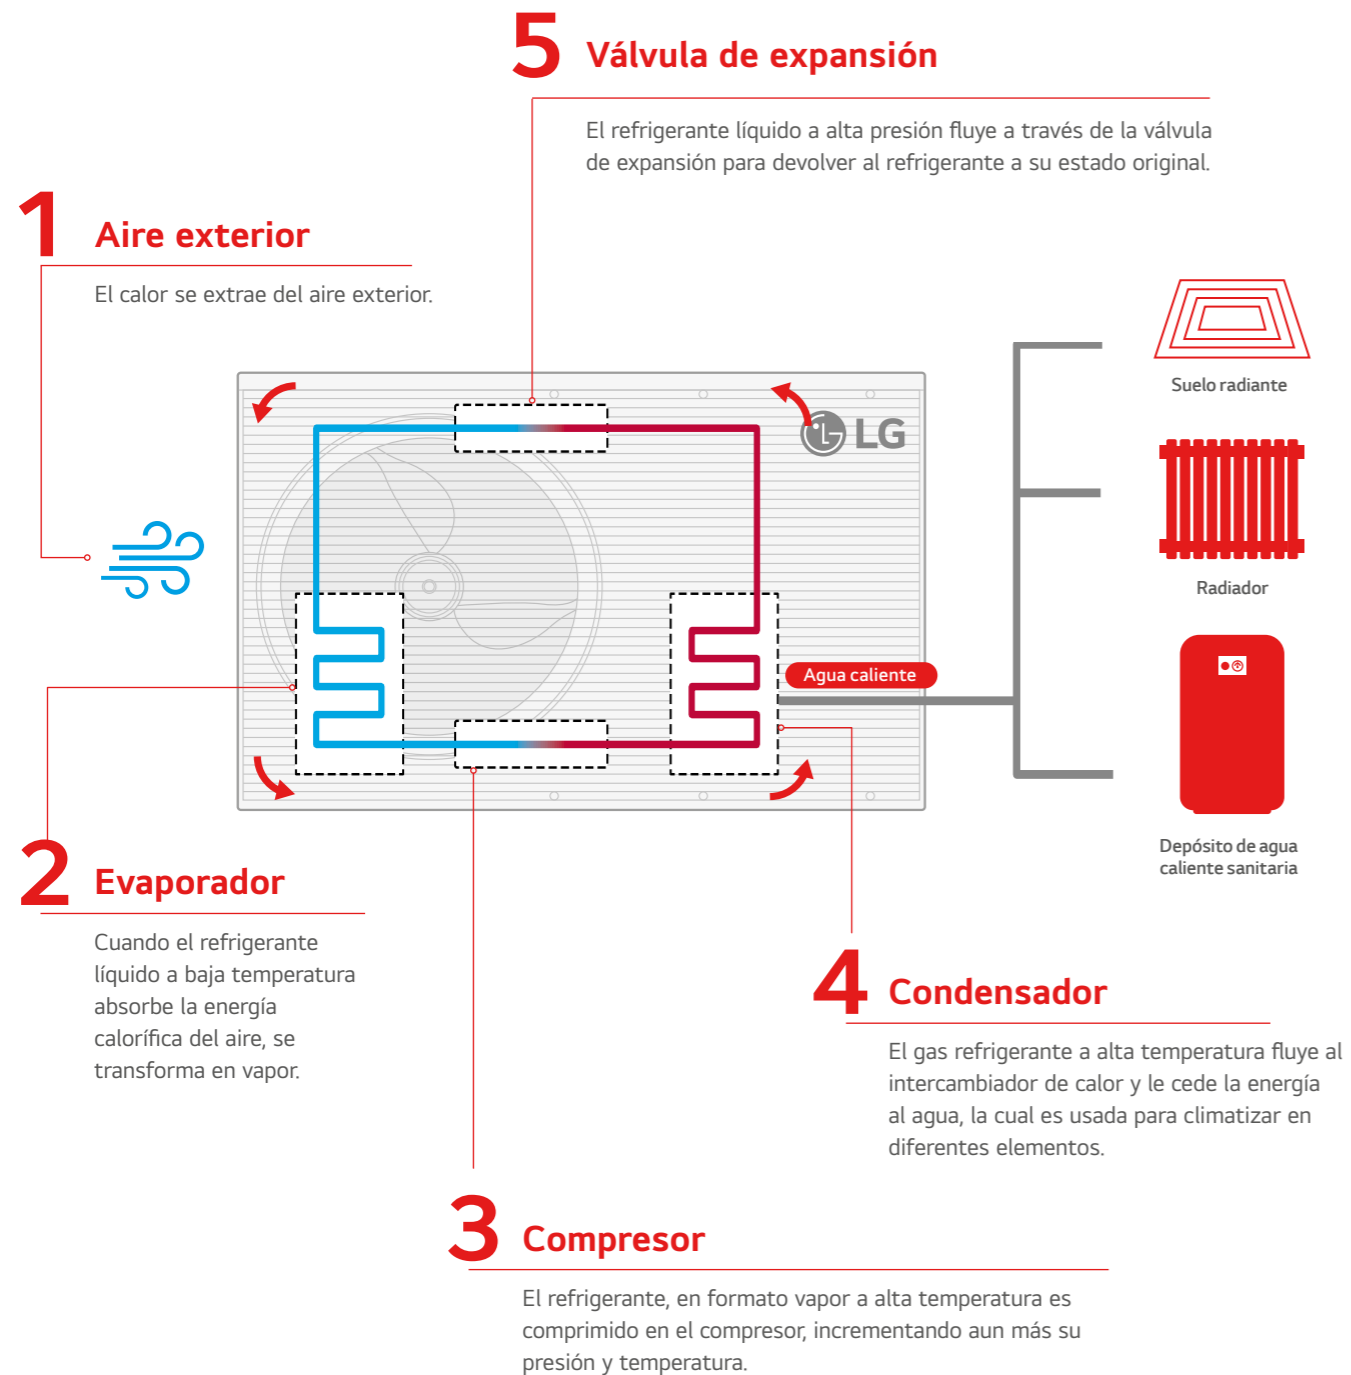 5 Válvula de expansión
El refrigerante líquido a alta presión fluye a través de la válvula
de expansión para devolver al refrigerante a su estado original.
1 Aire exterior
El calor se extrae del aire exterior.
LG
Suelo radiante
Radiador
Agua caliente
Depósito de agua
caliente sanitaria
2 Evaporador
Cuando el refrigerante
líquido a baja temperatura
absorbe la energía
calorífica del aire, se
transforma en vapor.
4 Condensador
El gas refrigerante a alta temperatura fluye al
intercambiador de calor y le cede la energía
al agua, la cual es usada para climatizar en
diferentes elementos.
3 Compresor
El refrigerante, en formato vapor a alta temperatura es
comprimido en el compresor, incrementando aun más su
presión y temperatura.